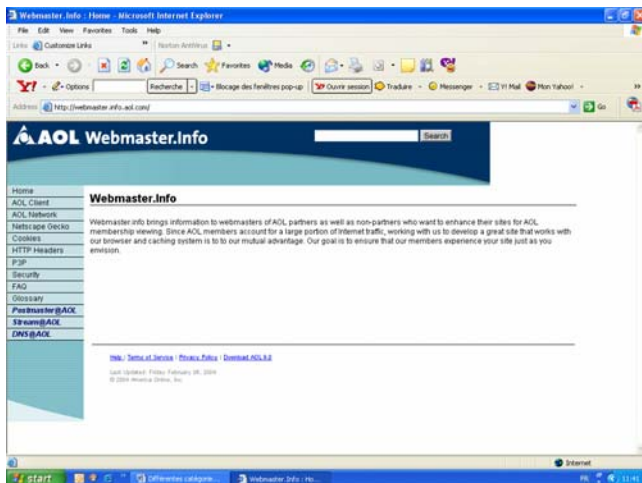 Webmaster.Info : Home - Microsoft Internet Explorer
File Edit View Favorites Tools Help
Links Customize Links Norton AntiVirus
Back Search Favorites Media
Y! Options Recherche Blocage des fenêtres pop-up Ouvrir session Traduire Messenger Y! Mail Mon Yahoo!
Address http://webmaster.info.aol.com/ Go
AOL Webmaster.Info Search
Home
AOL Client
AOL Network
Netscape Gecko
Cookies
HTTP Headers
P3P
Security
FAQ
Glossary
Postmaster@AOL
Stream@AOL
DNS@AOL
Webmaster.Info
Webmaster.info brings information to webmasters of AOL partners as well as non-partners who want to enhance their sites for AOL
membership viewing. Since AOL members account for a large portion of Internet traffic, working with us to develop a great site that works with
our browser and caching system is to to our mutual advantage. Our goal is to ensure that our members experience your site just as you
envision.
Help | Terms of Service | Privacy Policy | Download AOL 9.0
Last Updated: Friday February 2004
© 2004 America Online, Inc.
Internet
start Différentes catégorie... Webmaster.Info : Ho... FR 11:41